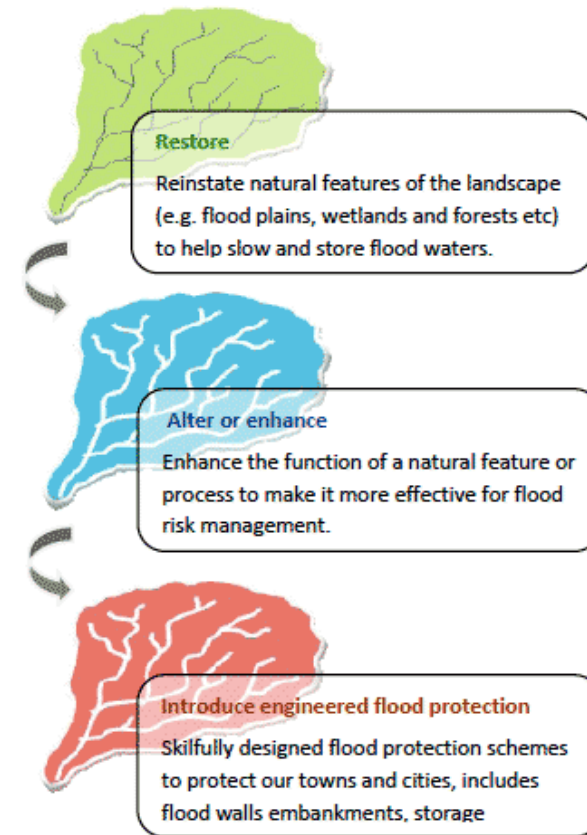 Restore
Reinstate natural features of the landscape
(e.g. flood plains, wetlands and forests etc)
to help slow and store flood waters.
Alter or enhance
Enhance the function of a natural feature or
process to make it more effective for flood
risk management.
Introduce engineered flood protection
Skilfully designed flood protection schemes
to protect our towns and cities, includes
flood walls embankments, storage